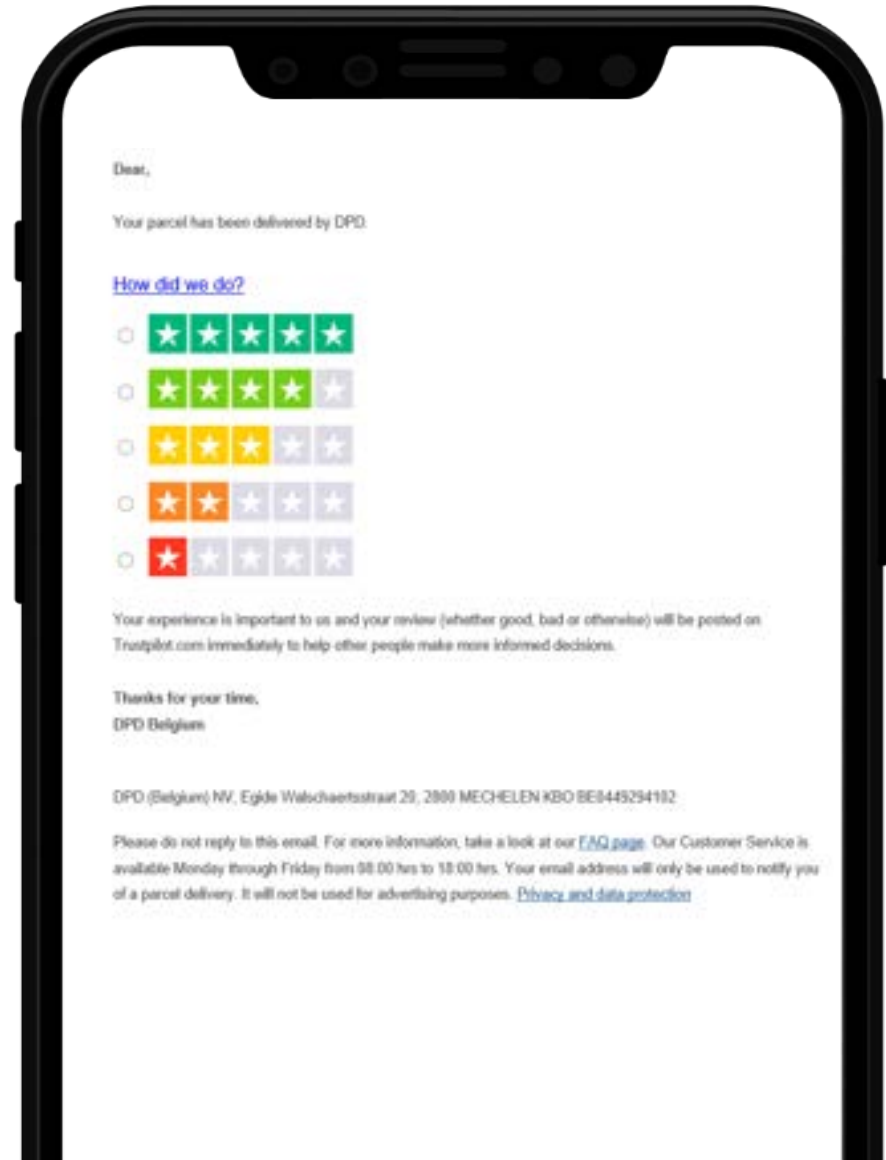 Dear,
Your parcel has been delivered by DPD.
How did we do?
Your experience is important to us and your review (whether good, bad or otherwise) will be posted on
Trustpilot.com immediately to help other people make more informed decisions.
Thanks for your time,
DPD Belgium
DPD (Belgium) NV, Egide Walschaertsstraat 20, 2800 MECHELEN KBO BE0449294102
Please do not reply to this email. For more information, take a look at our FAQ page. Our Customer Service is
available Monday through Friday from 08:00 hrs to 18:00 hrs. Your email address will only be used to notify you
of a parcel delivery. It will not be used for advertising purposes. Privacy and data protection